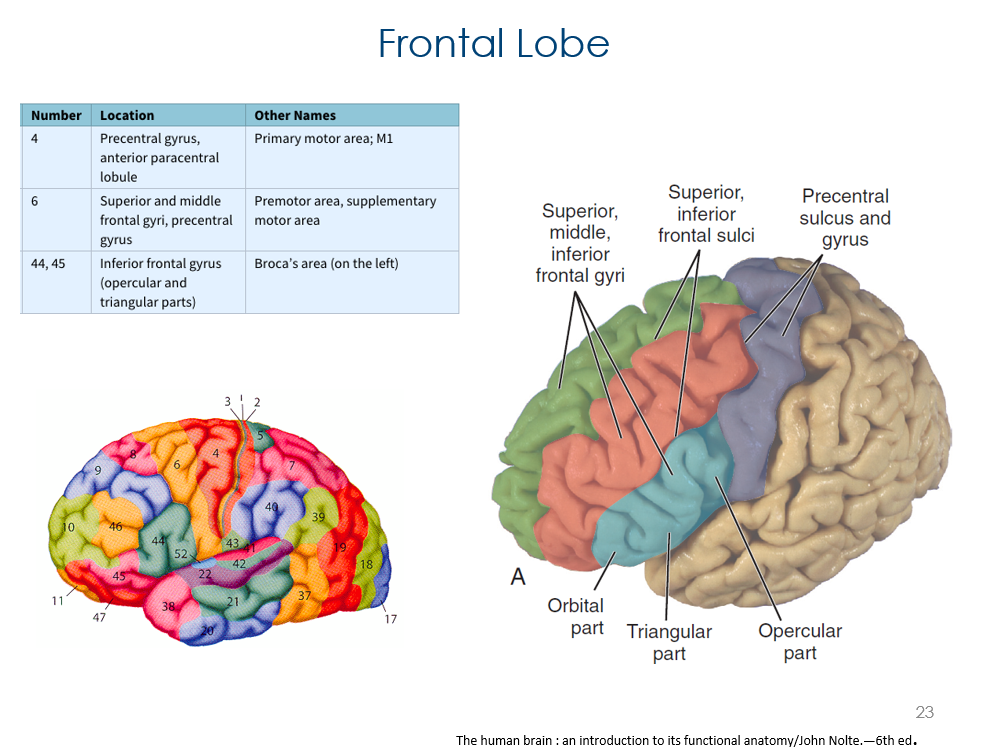 Frontal Lobe
Number Location Other Names
4 Precentral gyrus, Primary motor area; M1
anterior paracentral
lobule
6 Superior and middle Premotor area, supplementary
frontal gyri, precentral motor area
gyrus
44, 45 Inferior frontal gyrus Broca’s area (on the left)
(opercular and
triangular parts)
Superior,
middle,
inferior
frontal gyri
Superior,
inferior
frontal sulci
Precentral
sulcus and
gyrus
A
Orbital
part
Triangular
part
Opercular
part
3 1 2
5
8 6 4
9 7
40
10 46 39
44 43 41 19
52 42 18
45 22
11 38 21 37
47 20 17
23
The human brain : an introduction to its functional anatomy/John Nolte.—6th ed.